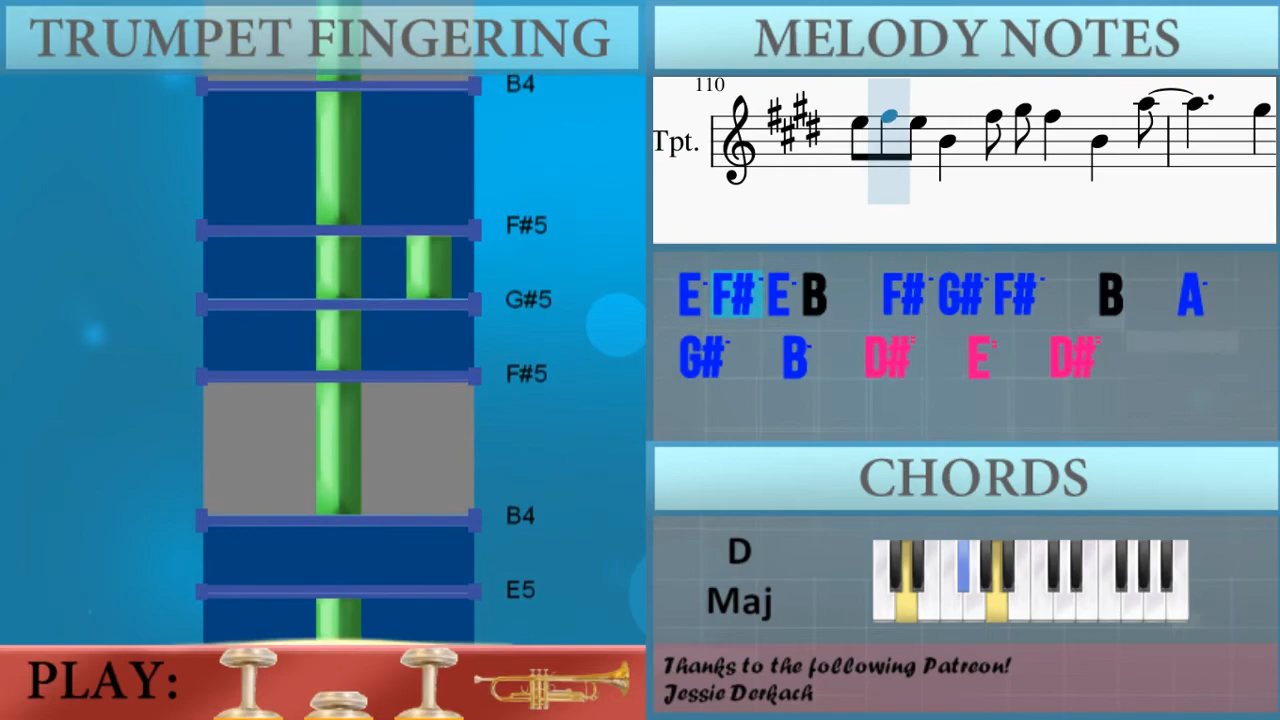 TRUMPET FINGERING
B4
F#5
G#5
F#5
B4
E5
PLAY:
MELODY NOTES
110
Tpt.
E- F#- E- B F#- G#- F#- B A-
G#- B- D#= E= D#=
CHORDS
D
Maj
Thanks to the following Patreon!
Jessie Derkach